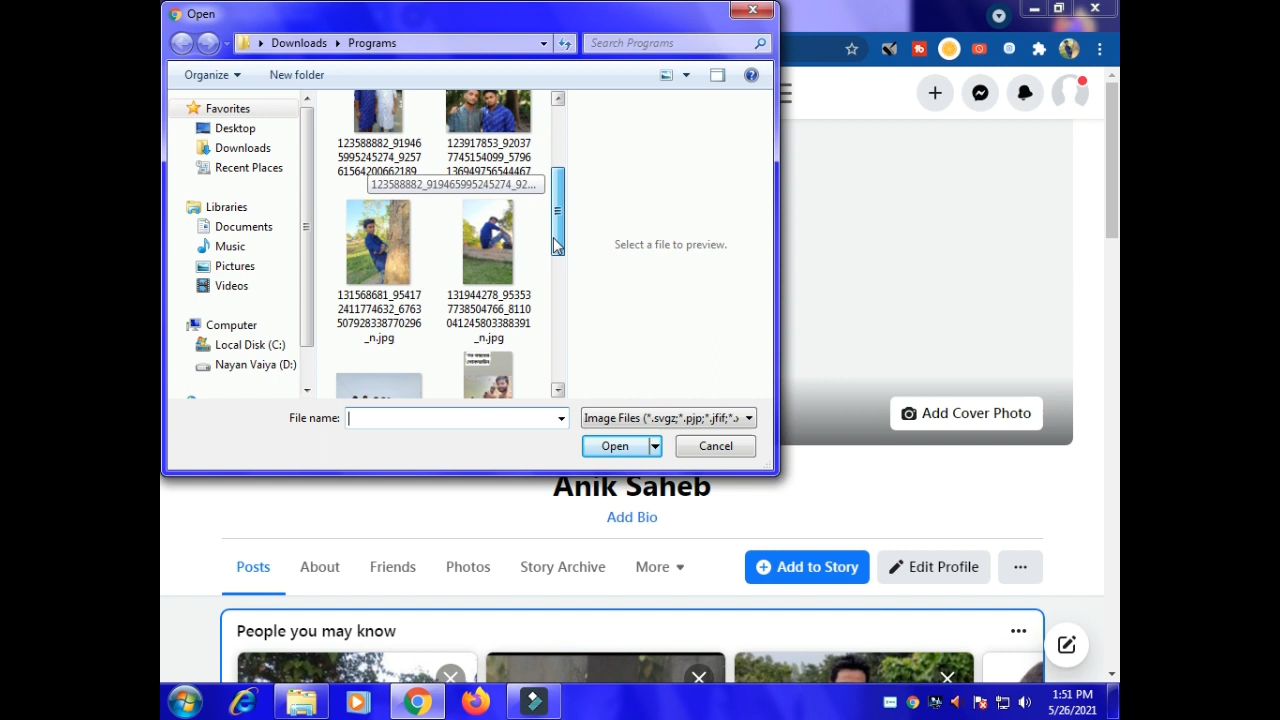 Open
Downloads
Programs
Search Programs
Organize
New folder
Favorites
Desktop
Downloads
Recent Places
Libraries
Documents
Music
Pictures
Videos
Computer
Local Disk (C:)
Nayan Vaiya (D:)
123588882_91946
5995245274_9257
61564200662189
123917853_92037
7745154099_5796
136949756544467
123588882_919465995245274_92...
131568681_95417
2411774632_6763
507928338770296
_n.jpg
131944278_95353
7738504766_8110
041245803388391
_n.jpg
Select a file to preview.
File name:
Image Files (*.svgz;*.pjp;*.jfif;*.x
Open
Cancel
Add Cover Photo
Anik Saheb
Add Bio
Posts
About
Friends
Photos
Story Archive
More
Add to Story
Edit Profile
People you may know
1:51 PM
5/26/2021